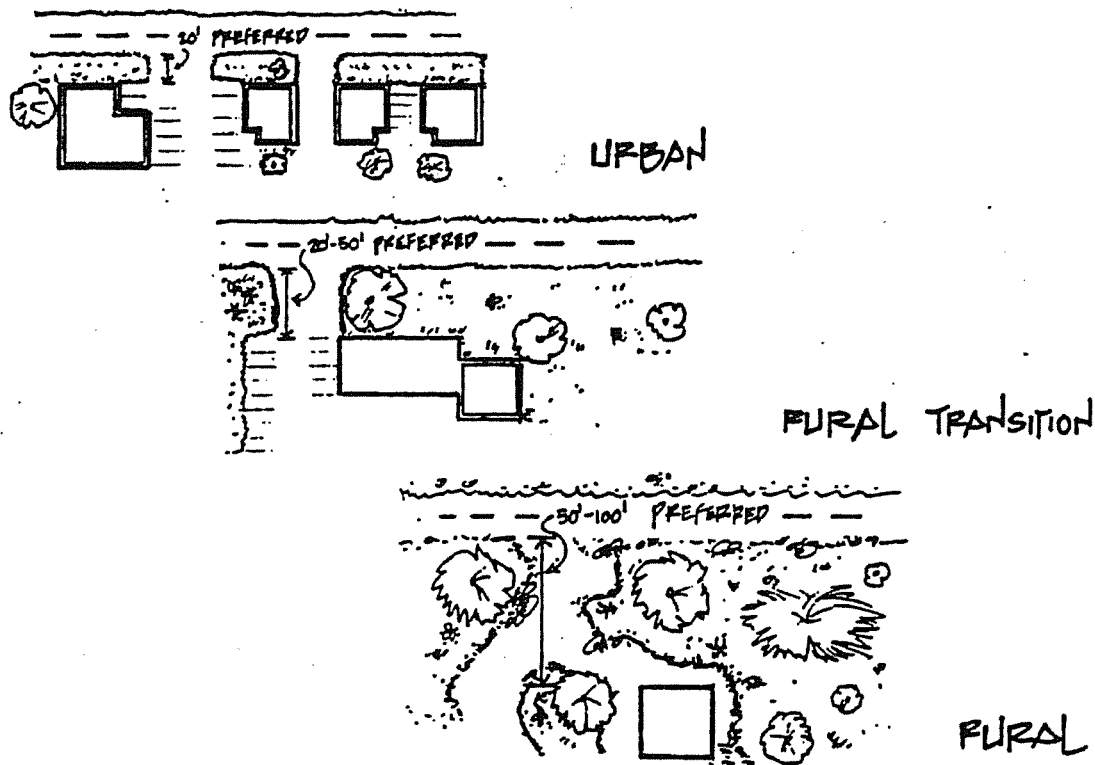 20' PREFERRED
URBAN
20'-50' PREFERRED
RURAL TRANSITION
50'-100' PREFERRED
RURAL